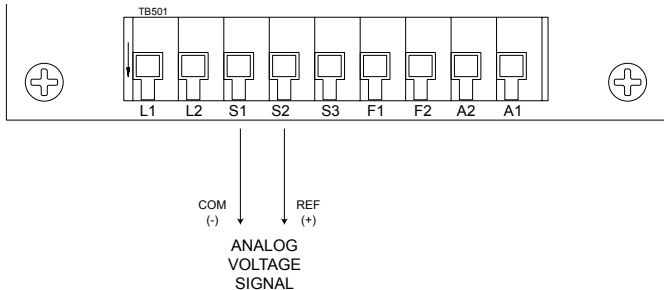 TB501
L1 L2 S1 S2 S3 F1 F2 A2 A1
COM
(-)
REF
(+)
ANALOG
VOLTAGE
SIGNAL